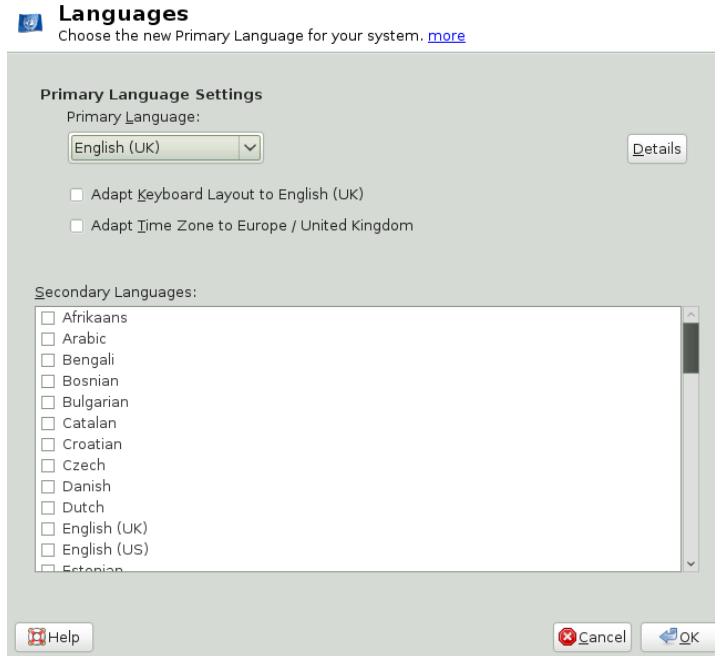 Languages
Choose the new Primary Language for your system. more
Primary Language Settings
Primary Language:
English (UK)
Details
Adapt Keyboard Layout to English (UK)
Adapt Time Zone to Europe / United Kingdom
Secondary Languages:
Afrikaans
Arabic
Bengali
Bosnian
Bulgarian
Catalan
Croatian
Czech
Danish
Dutch
English (UK)
English (US)
Estonian
Help
Cancel
OK